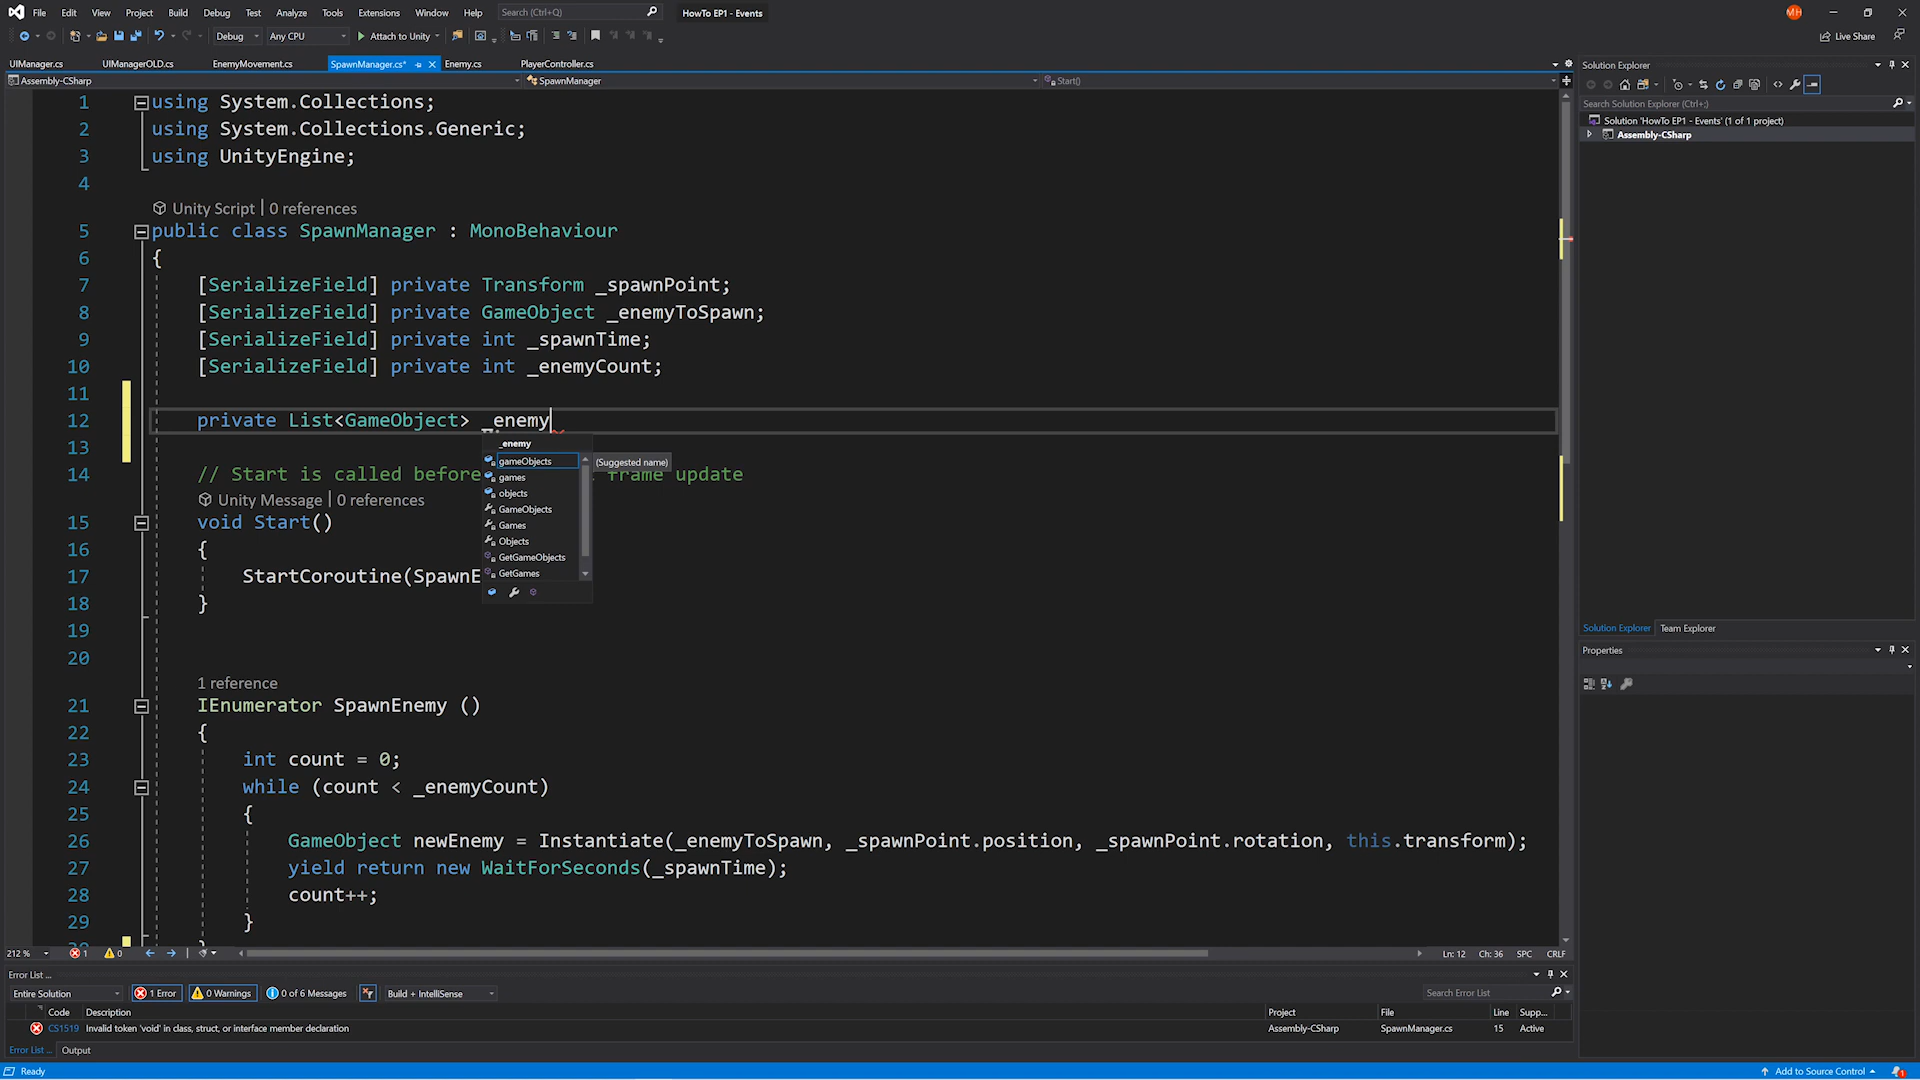 File Edit View Project Build Debug Test Analyze Tools Extensions Window Help Search (Ctrl+Q) HowTo EP1 - Events MH
Debug Any CPU Attach to Unity Live Share
UIManager.cs UIManagerOLD.cs EnemyMovement.cs SpawnManager.cs* Enemy.cs PlayerController.cs
Assembly-CSharp SpawnManager Start()
1 using System.Collections;
2 using System.Collections.Generic;
3 using UnityEngine;
4
Unity Script | 0 references
5 public class SpawnManager : MonoBehaviour
6 {
7 [SerializeField] private Transform _spawnPoint;
8 [SerializeField] private GameObject _enemyToSpawn;
9 [SerializeField] private int _spawnTime;
10 [SerializeField] private int _enemyCount;
11
12 private List<GameObject> _enemy
13
_enemy
gameObjects (Suggested name)
games
objects
GameObjects
Games
Objects
GetGameObjects
GetGames
14 // Start is called before frame update
Unity Message | 0 references
15 void Start()
16 {
17 StartCoroutine(SpawnE
18 }
19
20
1 reference
21 IEnumerator SpawnEnemy ()
22 {
23 int count = 0;
24 while (count < _enemyCount)
25 {
26 GameObject newEnemy = Instantiate(_enemyToSpawn, _spawnPoint.position, _spawnPoint.rotation, this.transform);
27 yield return new WaitForSeconds(_spawnTime);
28 count++;
29 }
212 % 1 0 Ln: 12 Ch: 36 SPC CRLF
Error List ...
Entire Solution 1 Error 0 Warnings 0 of 6 Messages Build + IntelliSense Search Error List
Code Description Project File Line Supp...
CS1519 Invalid token 'void' in class, struct, or interface member declaration Assembly-CSharp SpawnManager.cs 15 Active
Error List ... Output
Ready Add to Source Control 1
Solution Explorer
Search Solution Explorer (Ctrl+;)
Solution 'HowTo EP1 - Events' (1 of 1 project)
Assembly-CSharp
Solution Explorer Team Explorer
Properties